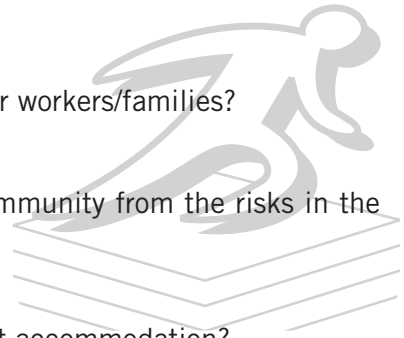 r workers/families?
mmunity from the risks in the
t accommodation?